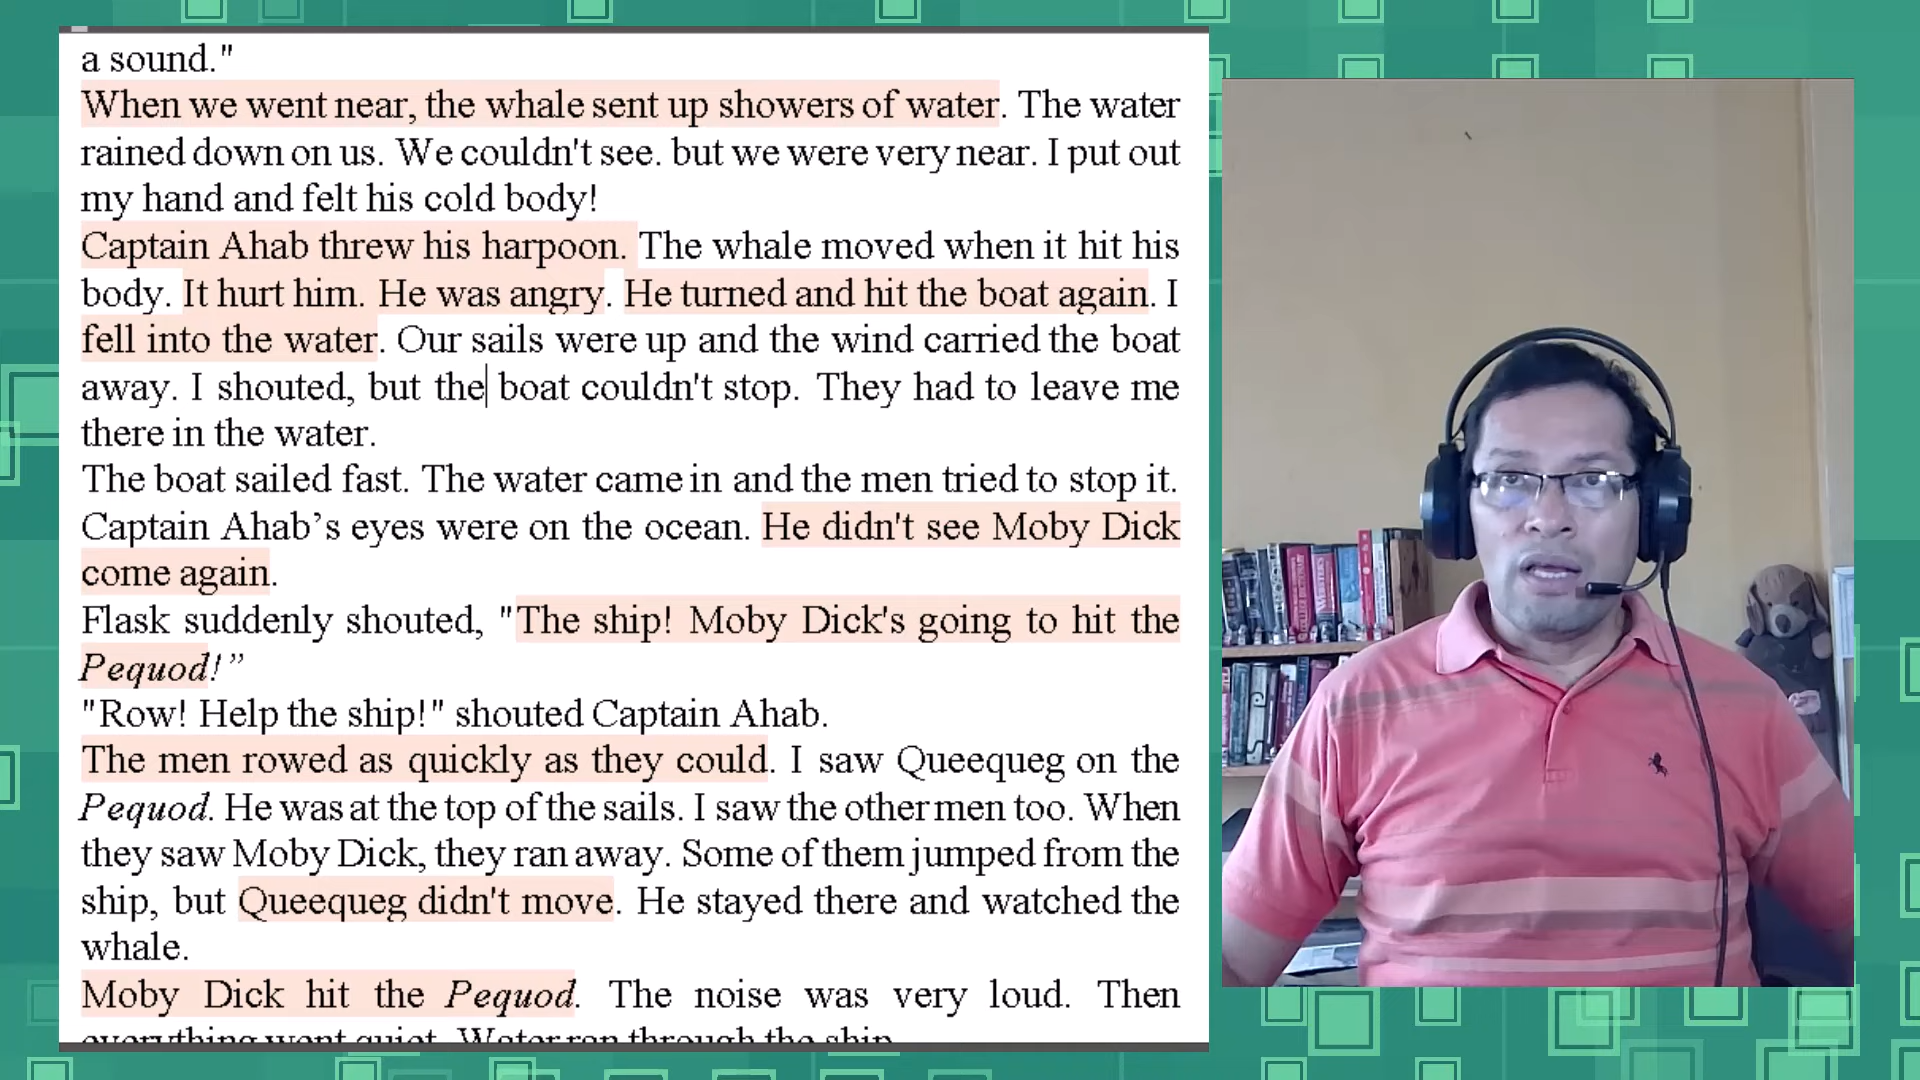 a sound."
When we went near, the whale sent up showers of water. The water
rained down on us. We couldn't see. but we were very near. I put out
my hand and felt his cold body!
Captain Ahab threw his harpoon. The whale moved when it hit his
body. It hurt him. He was angry. He turned and hit the boat again. I
fell into the water. Our sails were up and the wind carried the boat
away. I shouted, but the boat couldn't stop. They had to leave me
there in the water.
The boat sailed fast. The water came in and the men tried to stop it.
Captain Ahab’s eyes were on the ocean. He didn't see Moby Dick
come again.
Flask suddenly shouted, "The ship! Moby Dick's going to hit the
Pequod!”
"Row! Help the ship!" shouted Captain Ahab.
The men rowed as quickly as they could. I saw Queequeg on the
Pequod. He was at the top of the sails. I saw the other men too. When
they saw Moby Dick, they ran away. Some of them jumped from the
ship, but Queequeg didn't move. He stayed there and watched the
whale.
Moby Dick hit the Pequod. The noise was very loud. Then
everything went quiet. Water ran through the ship.